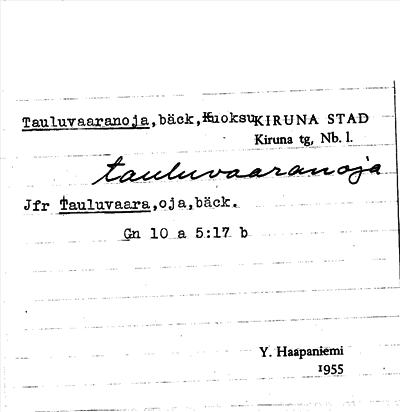 Tauluvaaranoja, bäck, Kuoksu KIRUNA STAD
Kiruna tg, Nb. l.
tauluvaaranoja
Jfr Tauluvaara, oja, bäck.
Gn 10 a 5:17 b
Y. Haapaniemi
1955